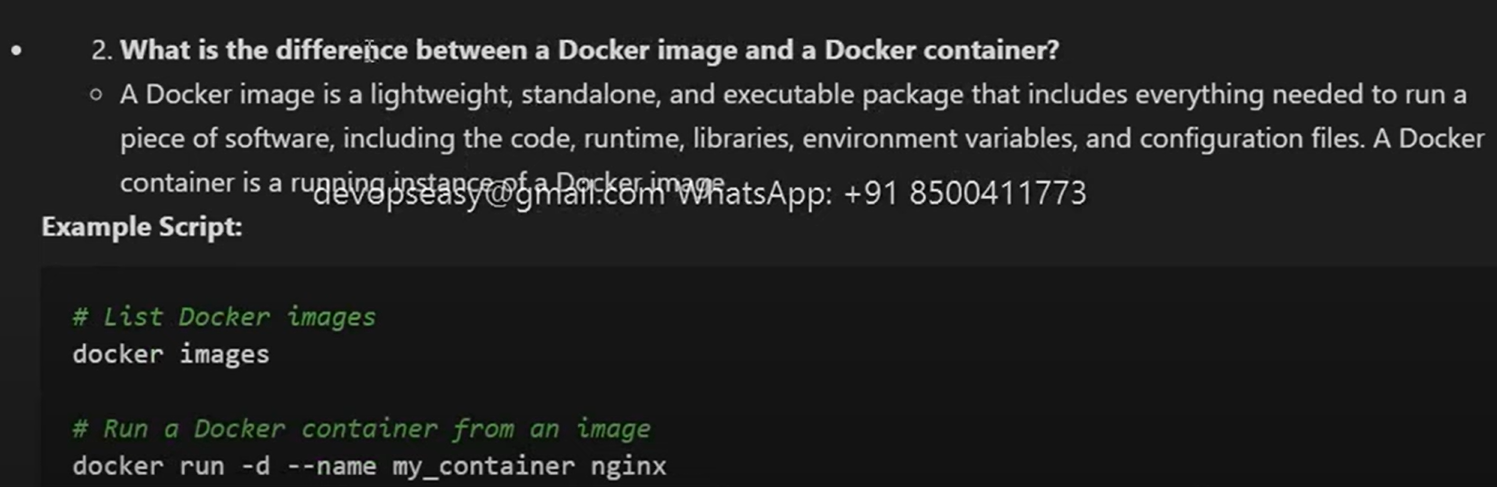 • 2. What is the difference between a Docker image and a Docker container?
○ A Docker image is a lightweight, standalone, and executable package that includes everything needed to run a
piece of software, including the code, runtime, libraries, environment variables, and configuration files. A Docker
container is a running instance of a Docker image.
devopseasy@gmail.com WhatsApp: +91 8500411773
Example Script:
# List Docker images
docker images
# Run a Docker container from an image
docker run -d --name my_container nginx